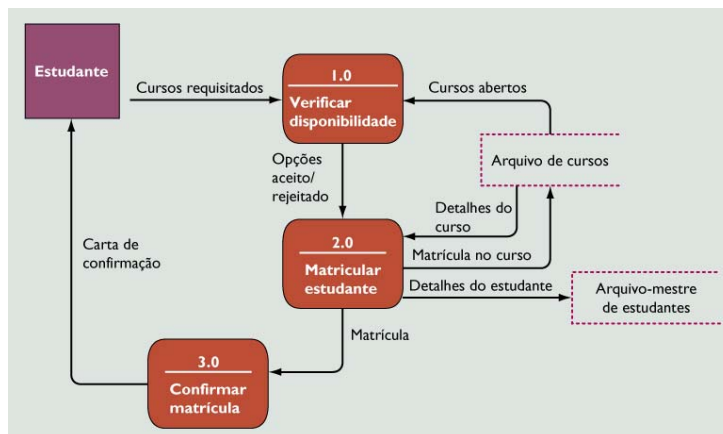 Estudante
Cursos requisitados
1.0
Verificar
disponibilidade
Cursos abertos
Arquivo de cursos
Opções
aceito/
rejeitado
Detalhes do
curso
2.0
Matricular
estudante
Matrícula no curso
Detalhes do estudante
Arquivo-mestre
de estudantes
Carta de
confirmação
Matrícula
3.0
Confirmar
matrícula